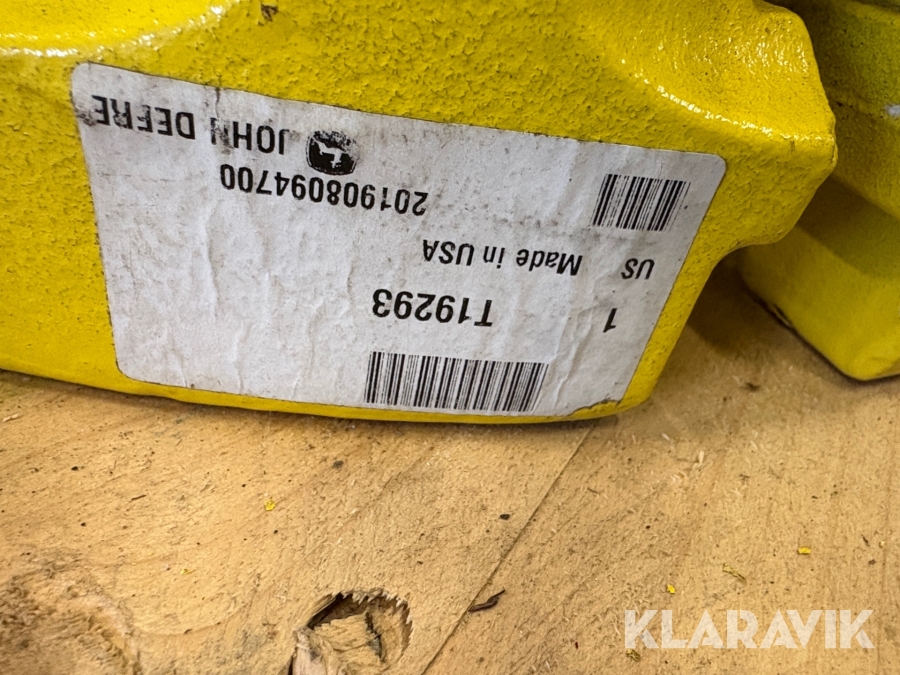 1 T19293
US Made in USA
201908094700
JOHN DEERE
KLARAVIK